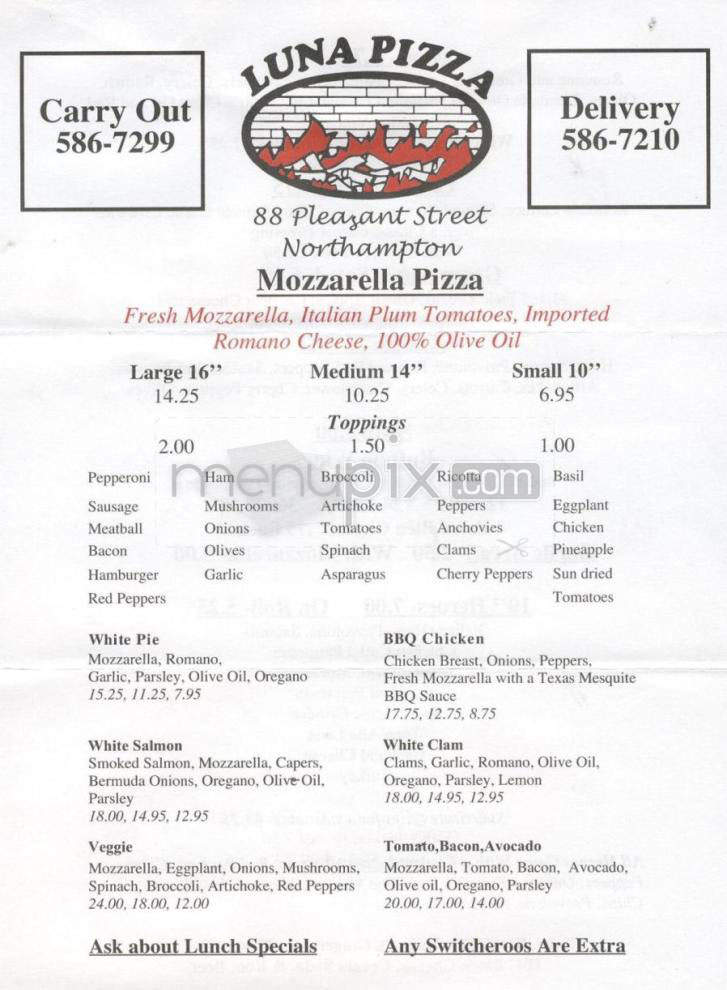 LUNA PIZZA
Carry Out
586-7299
Delivery
586-7210
88 Pleasant Street
Northampton
Mozzarella Pizza
Fresh Mozzarella, Italian Plum Tomatoes, Imported
Romano Cheese, 100% Olive Oil
Large 16” Medium 14” Small 10”
14.25 10.25 6.95
Toppings
2.00 1.50 1.00
menupix.com
Pepperoni Ham Broccoli Ricotta Basil
Sausage Mushrooms Artichoke Peppers Eggplant
Meatball Onions Tomatoes Anchovies Chicken
Bacon Olives Spinach Clams Pineapple
Hamburger Garlic Asparagus Cherry Peppers Sun dried
Red Peppers Tomatoes
White Pie
Mozzarella, Romano,
Garlic, Parsley, Olive Oil, Oregano
15.25, 11.25, 7.95
BBQ Chicken
Chicken Breast, Onions, Peppers,
Fresh Mozzarella with a Texas Mesquite
BBQ Sauce
17.75, 12.75, 8.75
White Salmon
Smoked Salmon, Mozzarella, Capers,
Bermuda Onions, Oregano, Olive Oil,
Parsley
18.00, 14.95, 12.95
White Clam
Clams, Garlic, Romano, Olive Oil,
Oregano, Parsley, Lemon
18.00, 14.95, 12.95
Veggie
Mozzarella, Eggplant, Onions, Mushrooms,
Spinach, Broccoli, Artichoke, Red Peppers
24.00, 18.00, 12.00
Tomato,Bacon,Avocado
Mozzarella, Tomato, Bacon, Avocado,
Olive oil, Oregano, Parsley
20.00, 17.00, 14.00
Ask about Lunch Specials
Any Switcheroos Are Extra